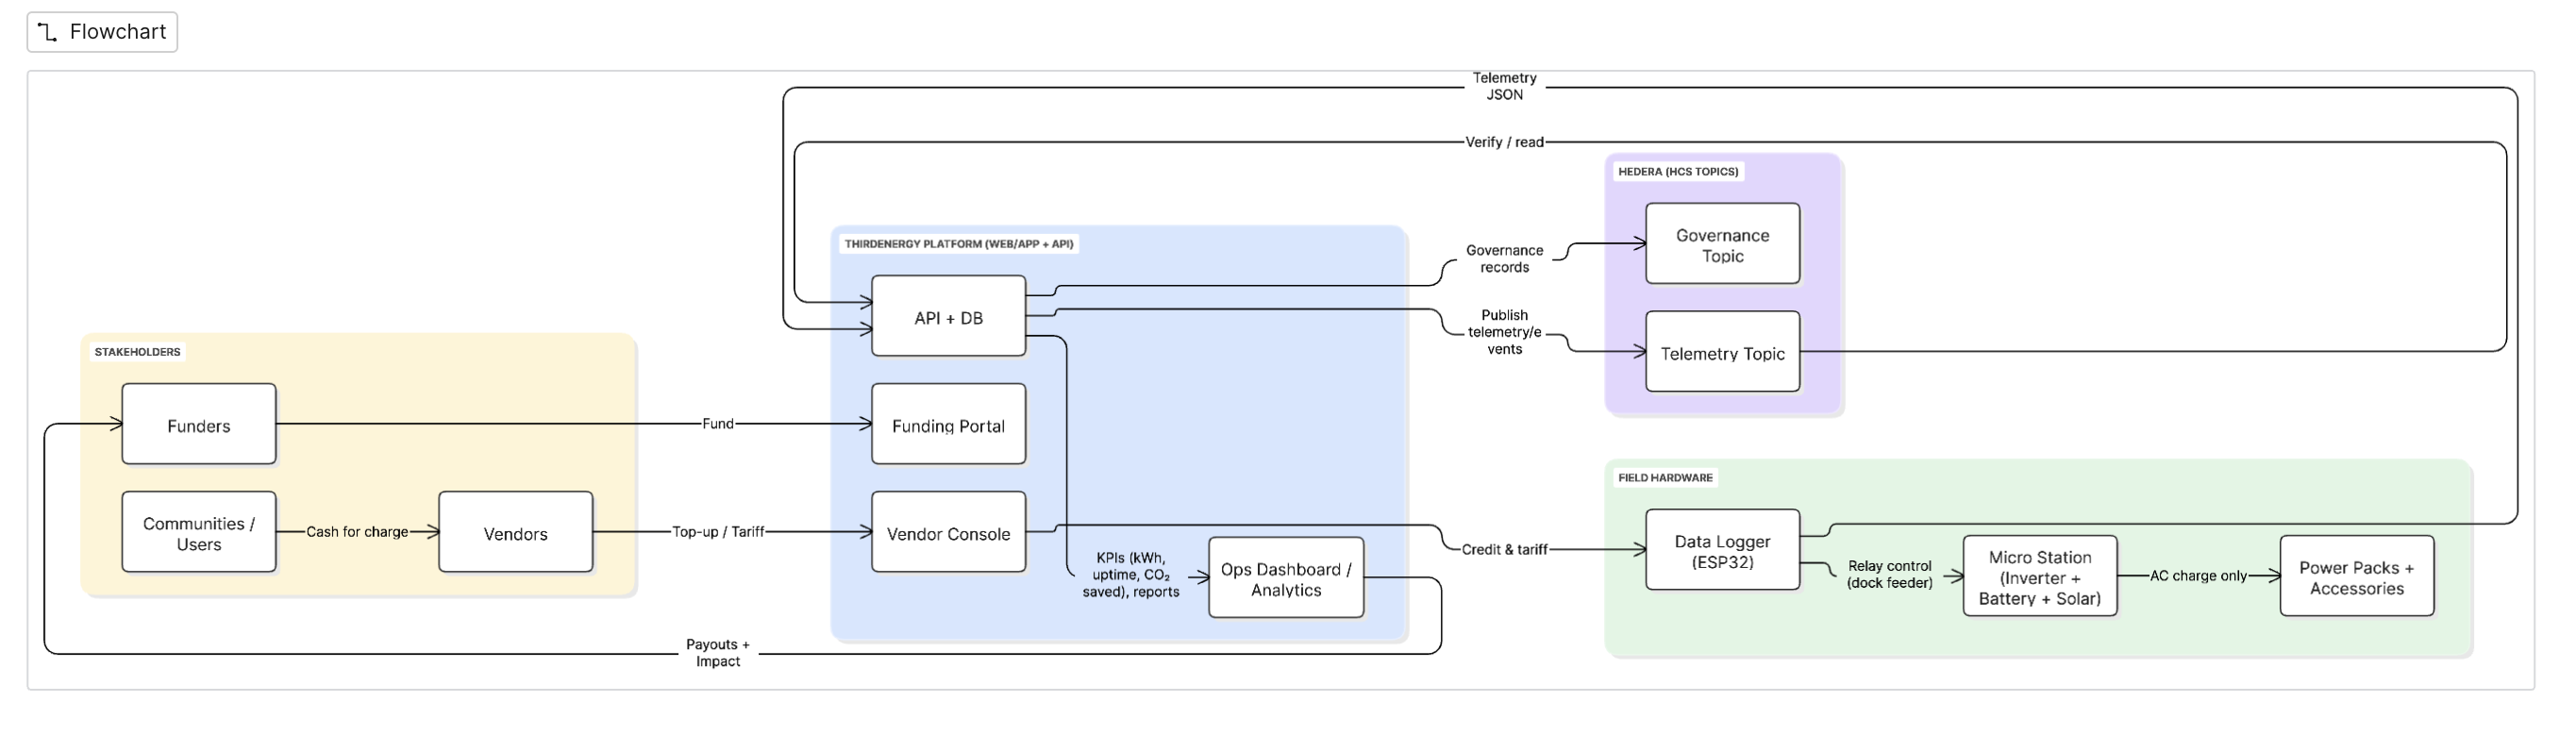 Flowchart
Telemetry
JSON
Verify / read
HEDERA (HCS TOPICS)
Governance
Topic
Telemetry Topic
THIRDENERGY PLATFORM (WEB/APP + API)
API + DB
Funding Portal
Vendor Console
Governance
records
Publish
telemetry/e
vents
STAKEHOLDERS
Funders
Communities /
Users
Cash for charge
Vendors
Fund
Top-up / Tariff
KPIs (kWh,
uptime, CO₂
saved), reports
Ops Dashboard /
Analytics
Credit & tariff
FIELD HARDWARE
Data Logger
(ESP32)
Relay control
(dock feeder)
Micro Station
(Inverter +
Battery + Solar)
AC charge only
Power Packs +
Accessories
Payouts +
Impact